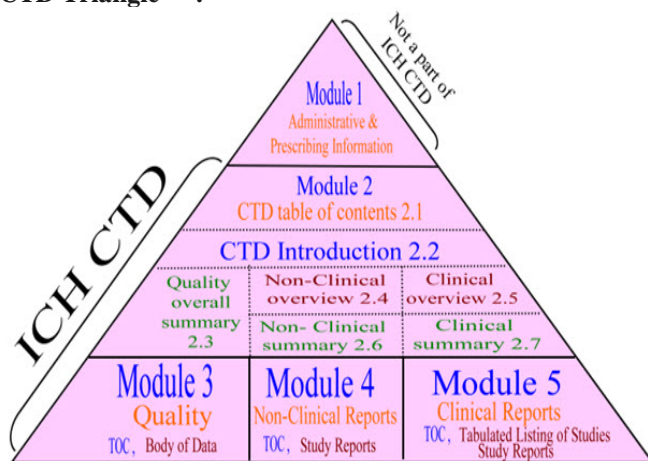 CTD Triangle
Not a part of
ICH CTD
ICH CTD
Module 1
Administrative &
Prescribing Information
Module 2
CTD table of contents 2.1
CTD Introduction 2.2
Quality
overall
summary
2.3
Non-Clinical
overview 2.4
Clinical
overview 2.5
Non- Clinical
summary 2.6
Clinical
summary 2.7
Module 3
Quality
TOC, Body of Data
Module 4
Non-Clinical Reports
TOC, Study Reports
Module 5
Clinical Reports
TOC, Tabulated Listing of Studies
Study Reports